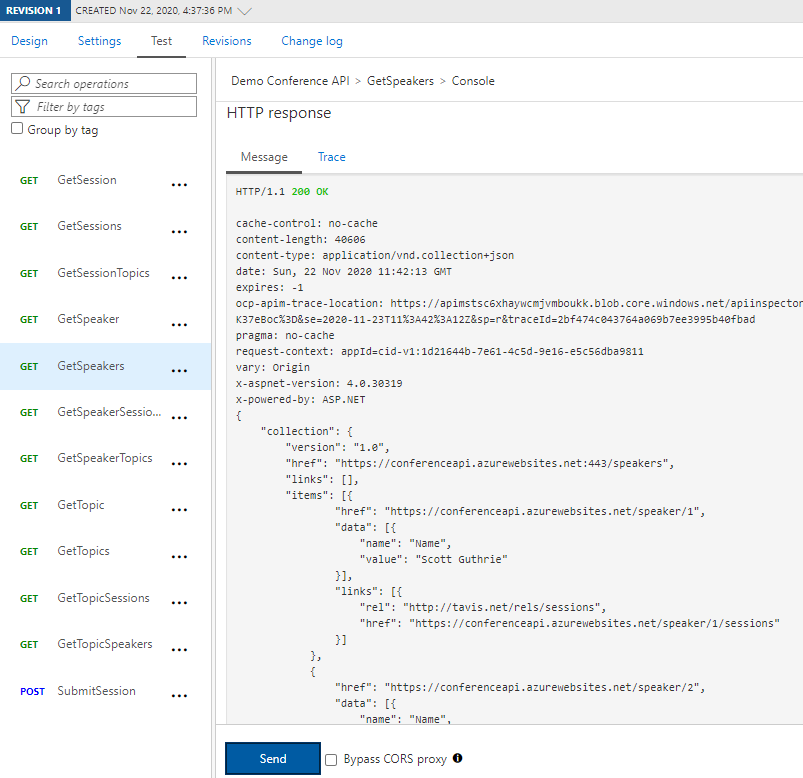 REVISION 1 CREATED Nov 22, 2020, 4:37:36 PM
Design Settings Test Revisions Change log
Search operations
Filter by tags
Group by tag
GET GetSession ...
GET GetSessions ...
GET GetSessionTopics ...
GET GetSpeaker ...
GET GetSpeakers ...
GET GetSpeakerSessio... ...
GET GetSpeakerTopics ...
GET GetTopic ...
GET GetTopics ...
GET GetTopicSessions ...
GET GetTopicSpeakers ...
POST SubmitSession ...
Demo Conference API > GetSpeakers > Console
HTTP response
Message Trace
HTTP/1.1 200 OK
cache-control: no-cache
content-length: 40606
content-type: application/vnd.collection+json
date: Sun, 22 Nov 2020 11:42:13 GMT
expires: -1
ocp-apim-trace-location: https://apimstsc6xhaywcmjvmboukk.blob.core.windows.net/apiinspector
K37eBoc%3D&se=2020-11-23T11%3A42%3A12Z&sp=r&traceId=2bf474c043764a069b7ee3995b40fbad
pragma: no-cache
request-context: appId=cid-v1:1d21644b-7e61-4c5d-9e16-e5c56dba9811
vary: Origin
x-aspnet-version: 4.0.30319
x-powered-by: ASP.NET
{
"collection": {
"version": "1.0",
"href": "https://conferenceapi.azurewebsites.net:443/speakers",
"links": [],
"items": [{
"href": "https://conferenceapi.azurewebsites.net/speaker/1",
"data": [{
"name": "Name",
"value": "Scott Guthrie"
}],
"links": [{
"rel": "http://tavis.net/rels/sessions",
"href": "https://conferenceapi.azurewebsites.net/speaker/1/sessions"
}]
},
{
"href": "https://conferenceapi.azurewebsites.net/speaker/2",
"data": [{
"name": "Name",
Send Bypass CORS proxy